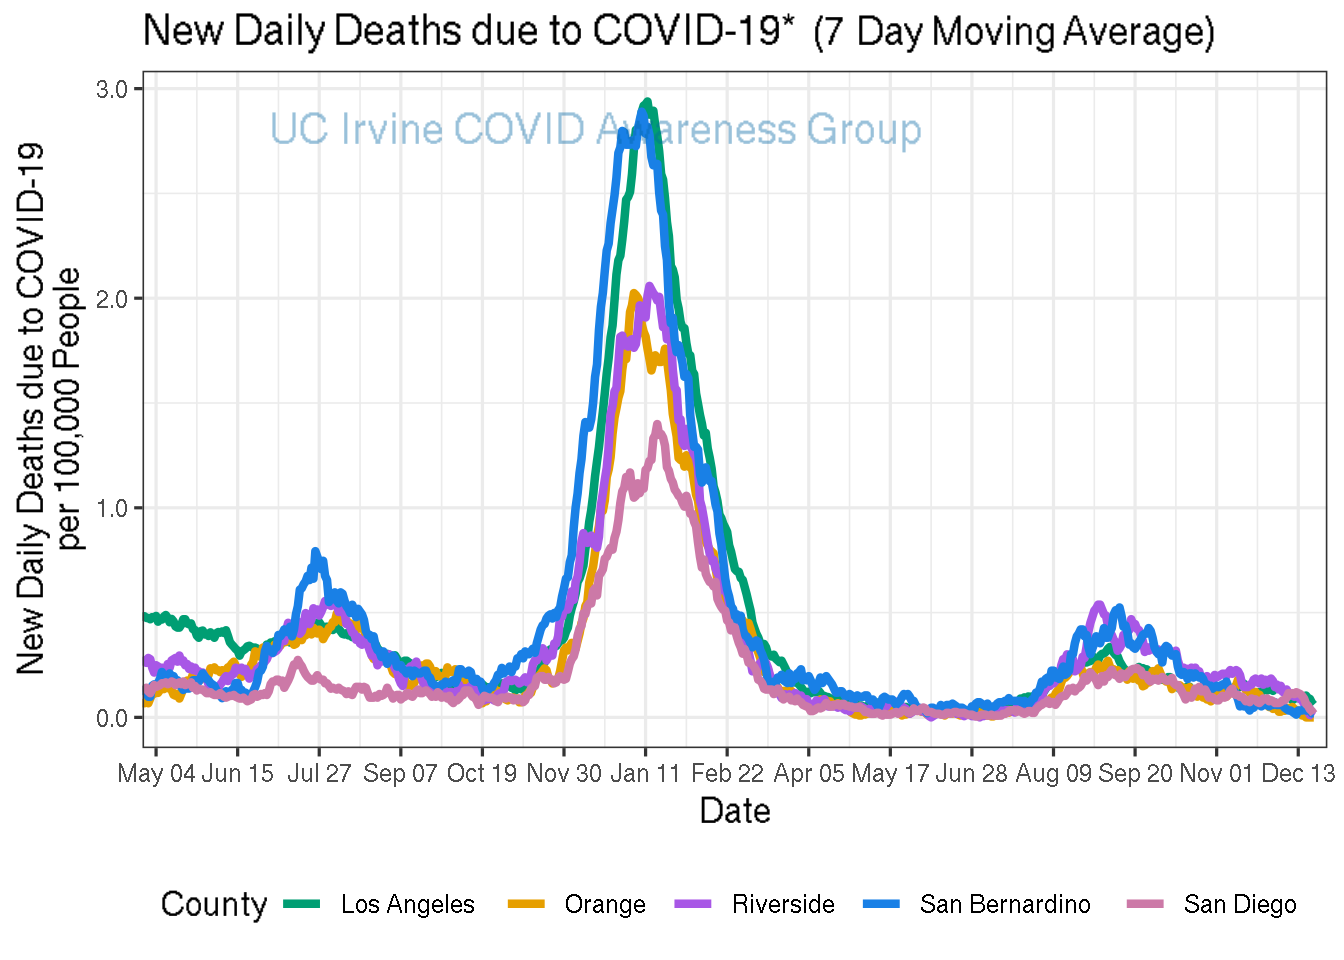 New Daily Deaths due to COVID-19* (7 Day Moving Average)
UC Irvine COVID Awareness Group
New Daily Deaths due to COVID-19
per 100,000 People
3.0
2.0
1.0
0.0
May 04 Jun 15 Jul 27 Sep 07 Oct 19 Nov 30 Jan 11 Feb 22 Apr 05 May 17 Jun 28 Aug 09 Sep 20 Nov 01 Dec 13
Date
County Los Angeles Orange Riverside San Bernardino San Diego